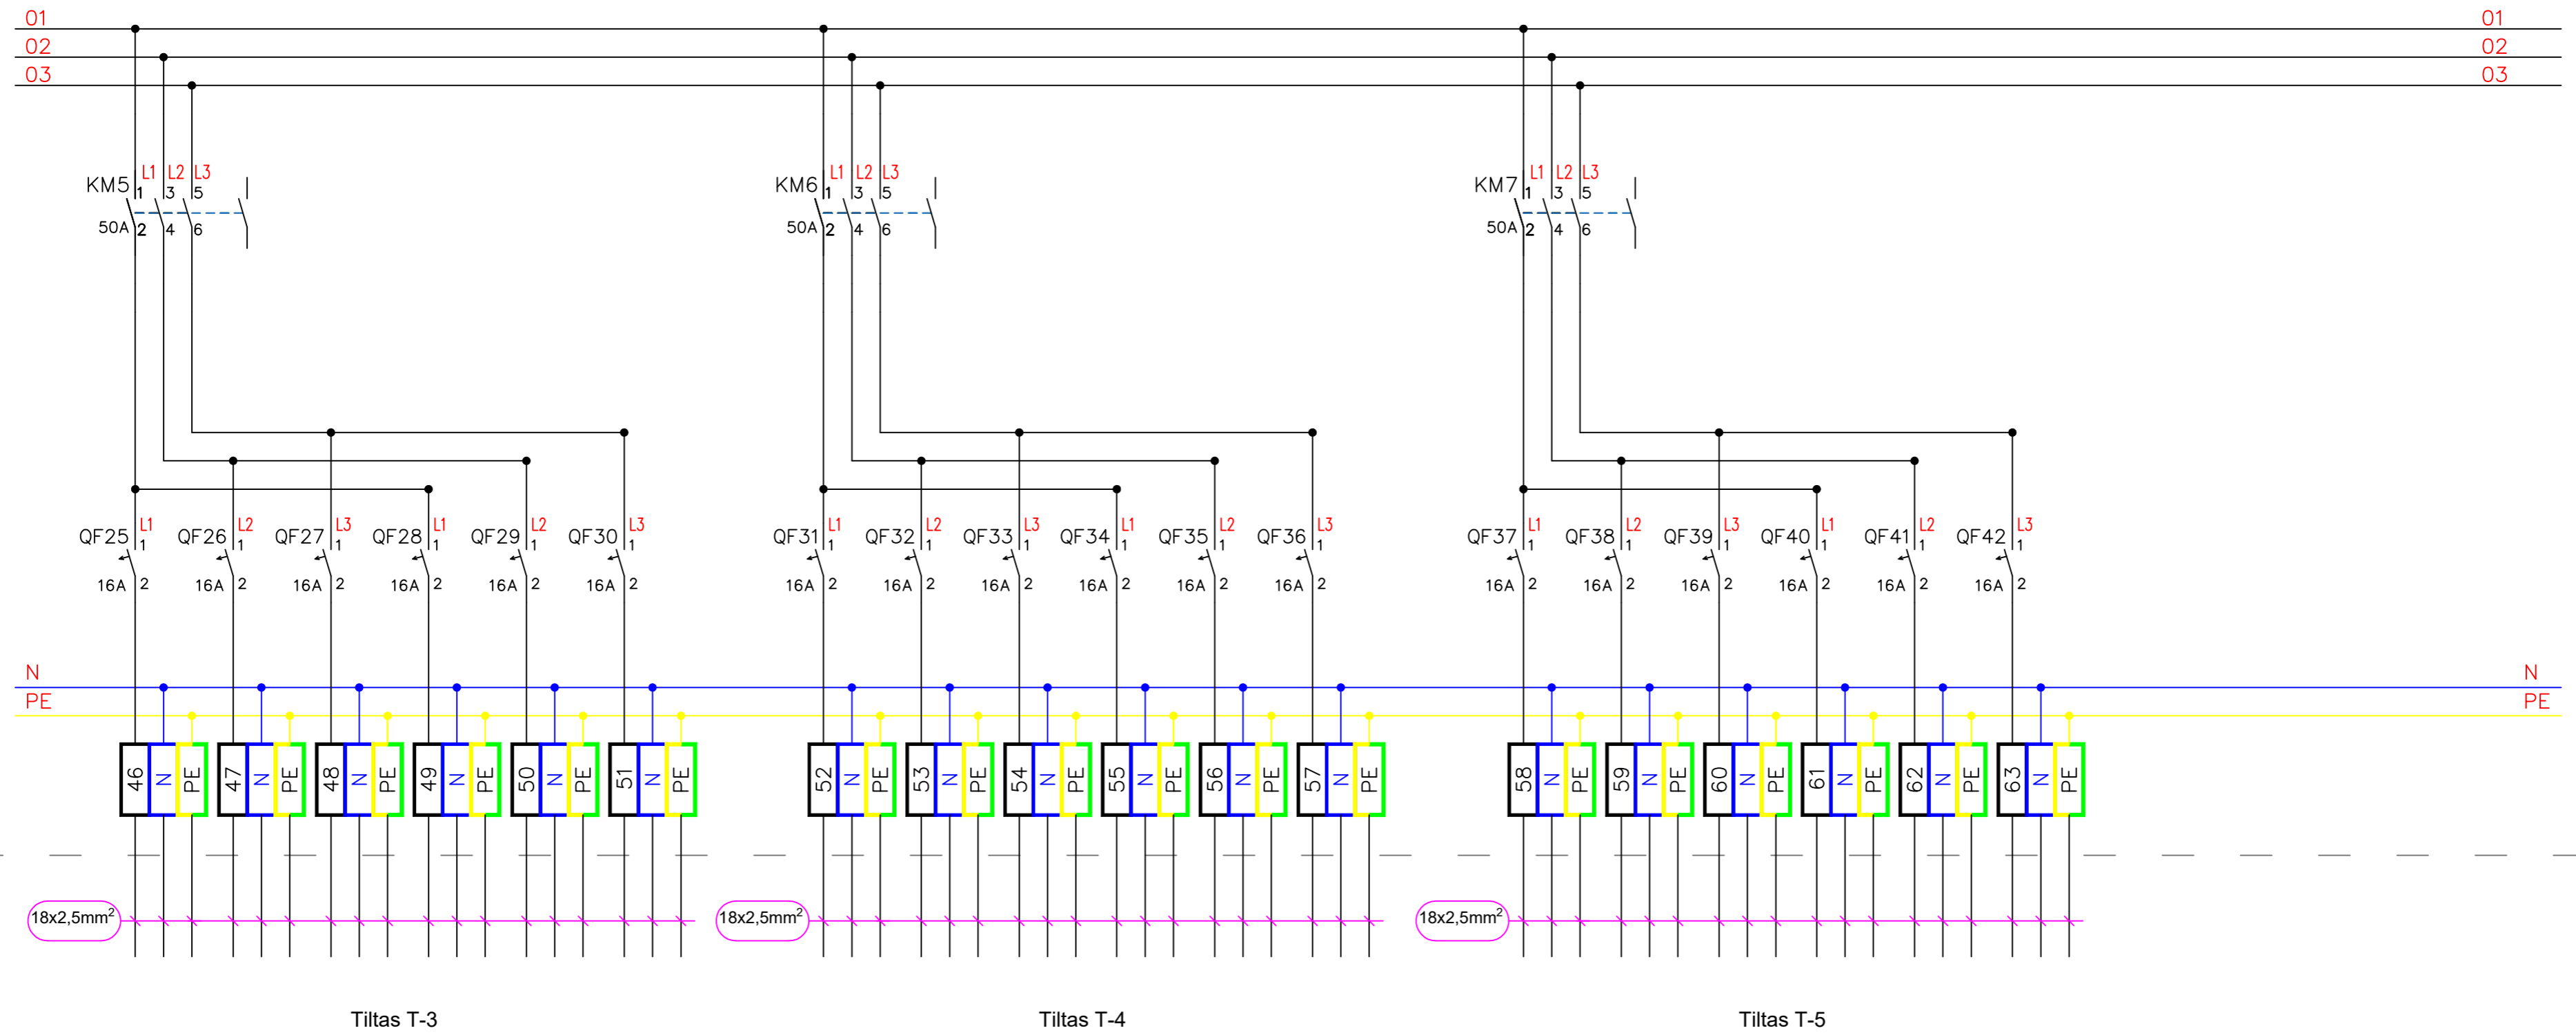 01 01
02 02
03 03
L1 L2 L3 L1 L2 L3 L1 L2 L3
KM5 1 3 5 KM6 1 3 5 KM7 1 3 5
50A 2 4 6 50A 2 4 6 50A 2 4 6
L1 L2 L3 L1 L2 L3 L1 L2 L3 L1 L2 L3 L1 L2 L3 L1 L2 L3
QF25 1 QF26 1 QF27 1 QF28 1 QF29 1 QF30 1 QF31 1 QF32 1 QF33 1 QF34 1 QF35 1 QF36 1 QF37 1 QF38 1 QF39 1 QF40 1 QF41 1 QF42 1
16A 2 16A 2 16A 2 16A 2 16A 2 16A 2 16A 2 16A 2 16A 2 16A 2 16A 2 16A 2 16A 2 16A 2 16A 2 16A 2 16A 2 16A 2
N N
PE PE
46 N PE 47 N PE 48 N PE 49 N PE 50 N PE 51 N PE 52 N PE 53 N PE 54 N PE 55 N PE 56 N PE 57 N PE 58 N PE 59 N PE 60 N PE 61 N PE 62 N PE 63 N PE
18x2,5mm² 18x2,5mm² 18x2,5mm²
Tiltas T-3 Tiltas T-4 Tiltas T-5